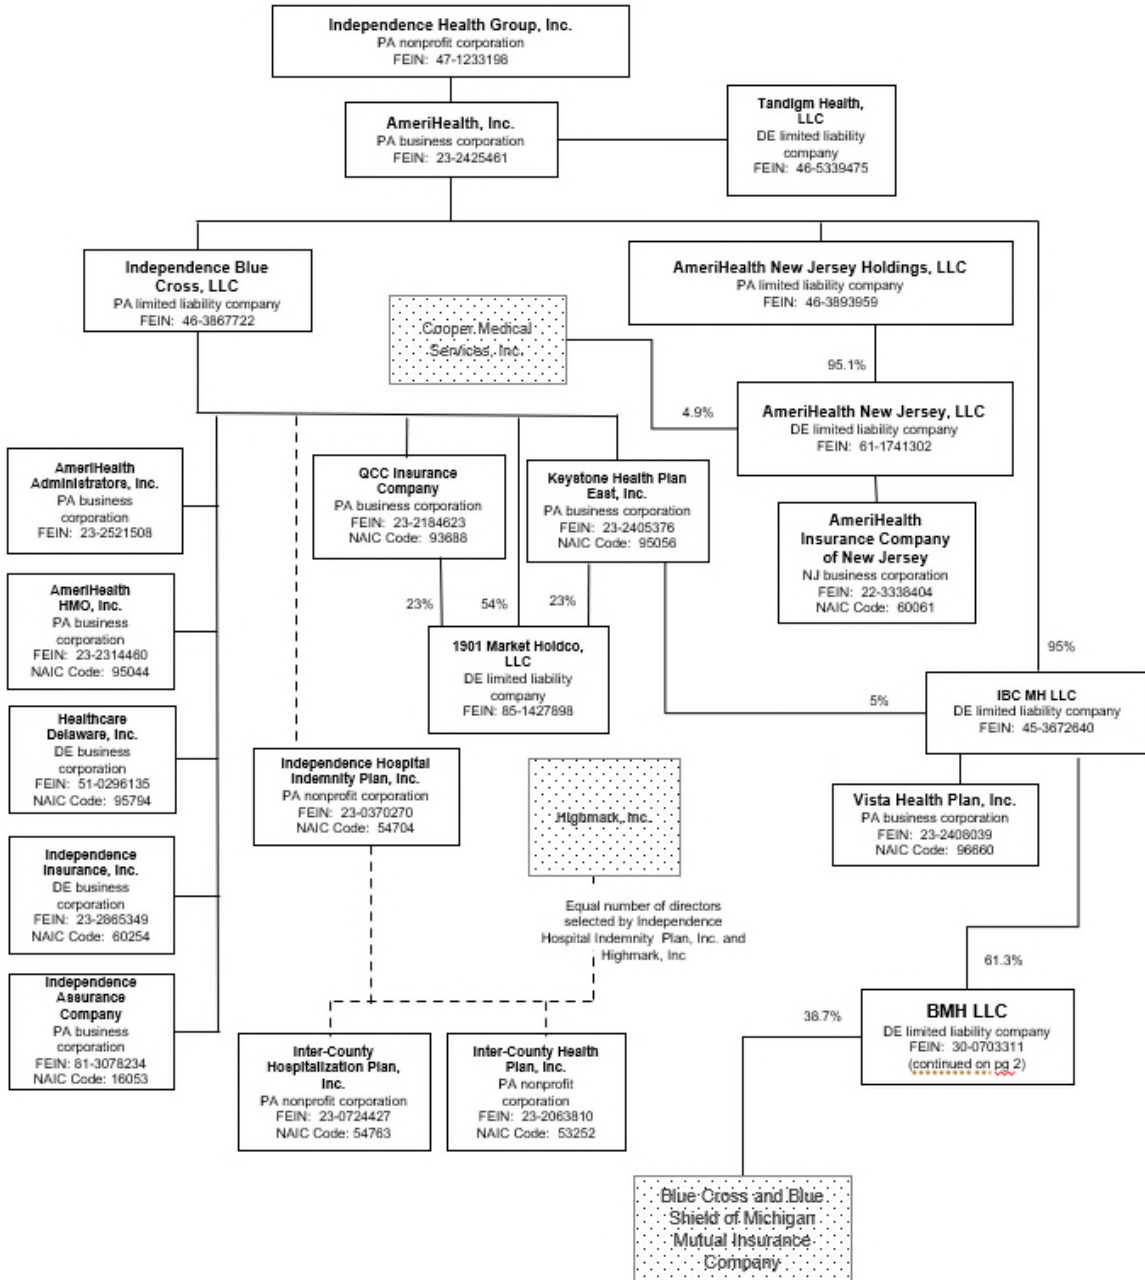 Independence Health Group, Inc.
PA nonprofit corporation
FEIN: 47-1233198
AmeriHealth, Inc.
PA business corporation
FEIN: 23-2425461
Tandigm Health,
LLC
DE limited liability
company
FEIN: 46-5339475
Independence Blue
Cross, LLC
PA limited liability company
FEIN: 46-3867722
AmeriHealth New Jersey Holdings, LLC
PA limited liability company
FEIN: 46-3893959
Cooper Medical
Services, Inc.
95.1%
4.9%
AmeriHealth New Jersey, LLC
DE limited liability company
FEIN: 61-1741302
AmeriHealth
Administrators, Inc.
PA business
corporation
FEIN: 23-2521508
QCC Insurance
Company
PA business corporation
FEIN: 23-2184623
NAIC Code: 93688
Keystone Health Plan
East, Inc.
PA business corporation
FEIN: 23-2405376
NAIC Code: 95056
AmeriHealth
Insurance Company
of New Jersey
NJ business corporation
FEIN: 22-3338404
NAIC Code: 60061
AmeriHealth
HMO, Inc.
PA business
corporation
FEIN: 23-2314460
NAIC Code: 95044
23%
54%
23%
1901 Market Holdco,
LLC
DE limited liability
company
FEIN: 85-1427898
95%
5%
IBC MH LLC
DE limited liability company
FEIN: 45-3672640
Healthcare
Delaware, Inc.
DE business
corporation
FEIN: 51-0296135
NAIC Code: 95794
Independence Hospital
Indemnity Plan, Inc.
PA nonprofit corporation
FEIN: 23-0370270
NAIC Code: 54704
Highmark, Inc.
Vista Health Plan, Inc.
PA business corporation
FEIN: 23-2408039
NAIC Code: 96660
Independence
Insurance, Inc.
DE business
corporation
FEIN: 23-2865349
NAIC Code: 60254
Equal number of directors
selected by Independence
Hospital Indemnity Plan, Inc. and
Highmark, Inc
61.3%
Independence
Assurance
Company
PA business
corporation
FEIN: 81-3078234
NAIC Code: 16053
38.7%
BMH LLC
DE limited liability company
FEIN: 30-0703311
(continued on pg 2)
Inter-County
Hospitalization Plan,
Inc.
PA nonprofit corporation
FEIN: 23-0724427
NAIC Code: 54763
Inter-County Health
Plan, Inc.
PA nonprofit
corporation
FEIN: 23-2063810
NAIC Code: 53252
Blue Cross and Blue
Shield of Michigan
Mutual Insurance
Company